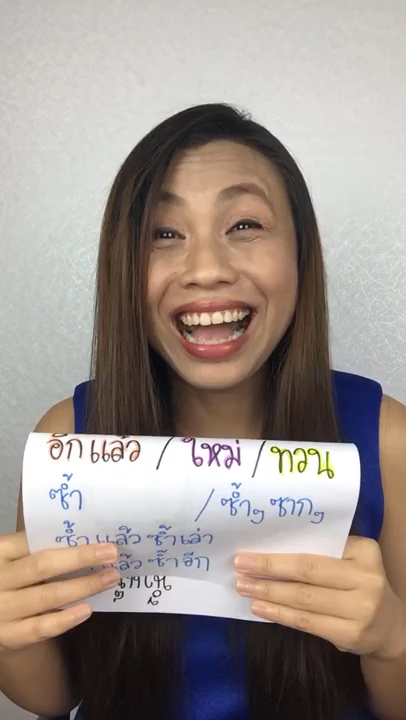 อีกแล้ว / ใหม่ / ทวน
ซ้ำ / ซ้ำๆ ซากๆ
ซ้ำแล้วซ้ำเล่า
แล้วซ้ำอีก